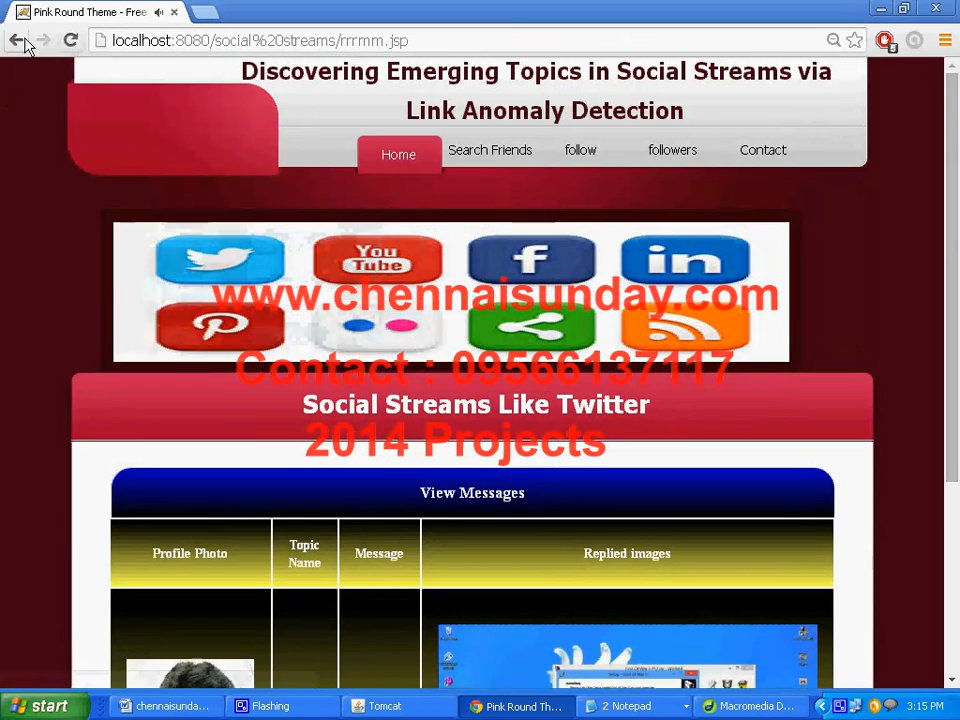 Pink Round Theme - Free
localhost:8080/social%20streams/rrrmm.jsp
Discovering Emerging Topics in Social Streams via
Link Anomaly Detection
Home
Search Friends
follow
followers
Contact
You
Tube
f
in
www.chennaisunday.com
Contact : 09566137117
Social Streams Like Twitter
2014 Projects
View Messages
Profile Photo
Topic
Name
Message
Replied images
start
chennaisunda...
Flashing
Tomcat
Pink Round Them...
2 Notepad
Macromedia D...
3:15 PM